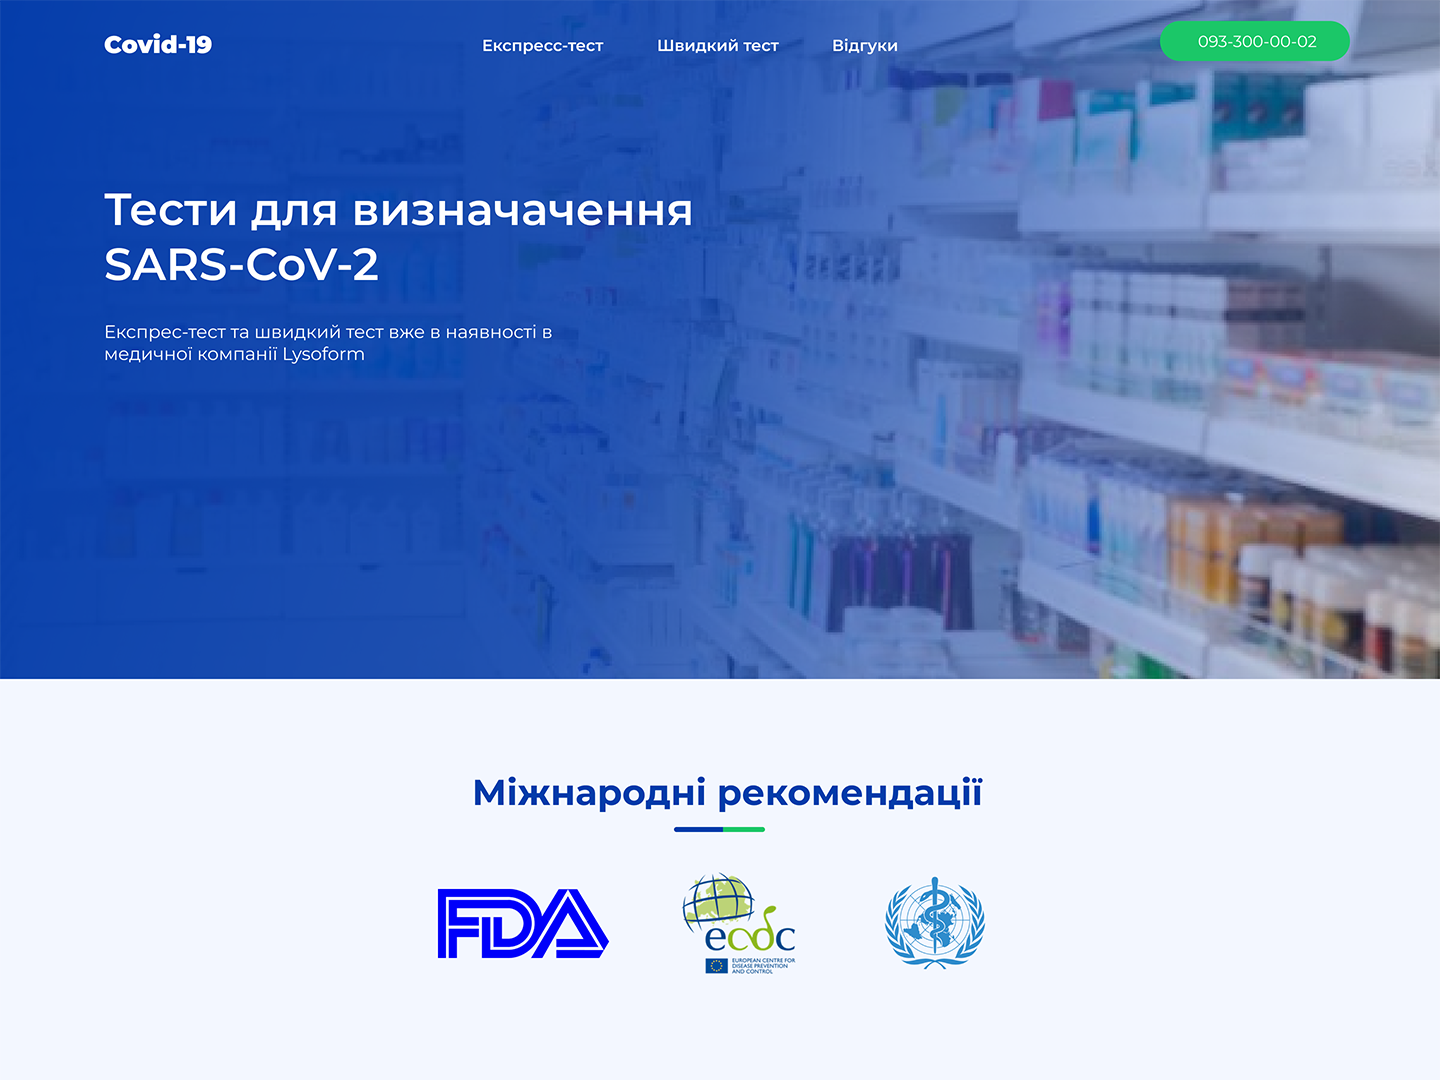 Covid-19
Експресс-тест
Швидкий тест
Відгуки
093-300-00-02
Тести для визначачення
SARS-CoV-2
Експрес-тест та швидкий тест вже в наявності в
медичної компанії Lysoform
Міжнародні рекомендації
FDA
ecdc
EUROPEAN CENTRE FOR
DISEASE PREVENTION
AND CONTROL